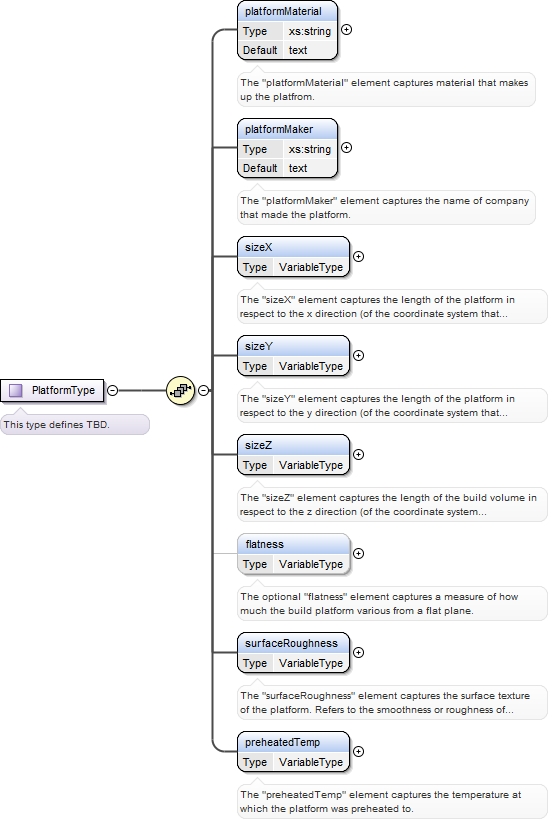 platformMaterial
Type xs:string
Default text
The "platformMaterial" element captures material that makes
up the platfrom.
platformMaker
Type xs:string
Default text
The "platformMaker" element captures the name of company
that made the platform.
sizeX
Type VariableType
The "sizeX" element captures the length of the platform in
respect to the x direction (of the coordinate system that...
sizeY
Type VariableType
The "sizeY" element captures the length of the platform in
respect to the y direction (of the coordinate system that...
PlatformType
This type defines TBD.
sizeZ
Type VariableType
The "sizeZ" element captures the length of the build volume in
respect to the z direction (of the coordinate system...
flatness
Type VariableType
The optional "flatness" element captures a measure of how
much the build platform various from a flat plane.
surfaceRoughness
Type VariableType
The "surfaceRoughness" element captures the surface texture
of the platform. Refers to the smoothness or roughness of...
preheatedTemp
Type VariableType
The "preheatedTemp" element captures the temperature at
which the platform was preheated to.